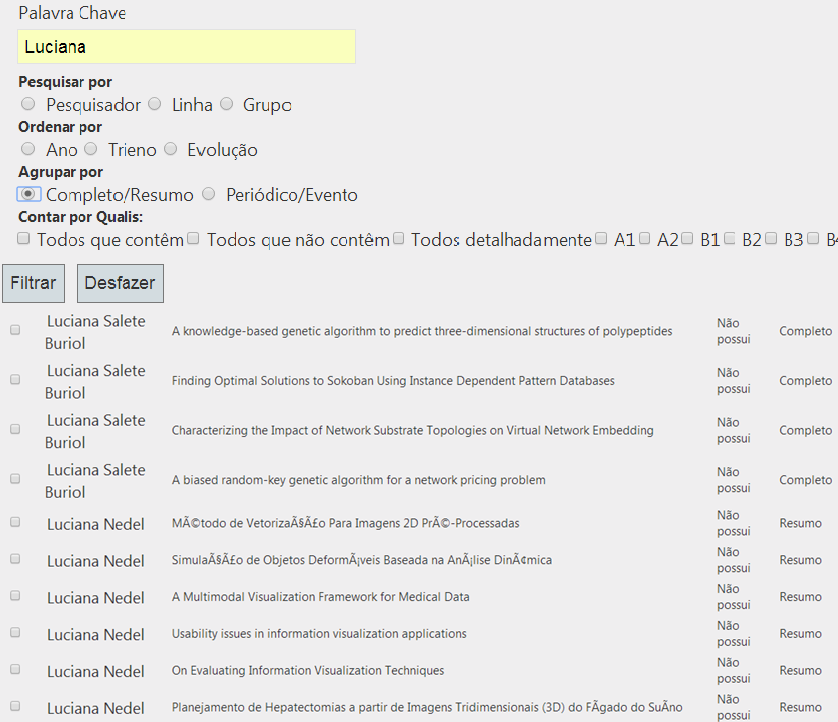 Palavra Chave
Luciana
Pesquisar por
Pesquisador Linha Grupo
Ordenar por
Ano Trieno Evolução
Agrupar por
Completo/Resumo Periódico/Evento
Contar por Qualis:
Todos que contêm Todos que não contêm Todos detalhadamente A1 A2 B1 B2 B3 B4
Filtrar Desfazer
Luciana Salete Buriol A knowledge-based genetic algorithm to predict three-dimensional structures of polypeptides Não possui Completo
Luciana Salete Buriol Finding Optimal Solutions to Sokoban Using Instance Dependent Pattern Databases Não possui Completo
Luciana Salete Buriol Characterizing the Impact of Network Substrate Topologies on Virtual Network Embedding Não possui Completo
Luciana Salete Buriol A biased random-key genetic algorithm for a network pricing problem Não possui Completo
Luciana Nedel MÃ©todo de VetorizaÃ§Ã£o Para Imagens 2D PrÃ©-Processadas Não possui Resumo
Luciana Nedel SimulaÃ§Ã£o de Objetos DeformÃ¡veis Baseada na AnÃ¡lise DinÃ¢mica Não possui Resumo
Luciana Nedel A Multimodal Visualization Framework for Medical Data Não possui Resumo
Luciana Nedel Usability issues in information visualization applications Não possui Resumo
Luciana Nedel On Evaluating Information Visualization Techniques Não possui Resumo
Luciana Nedel Planejamento de Hepatectomias a partir de Imagens Tridimensionais (3D) do FÃ­gado do SuÃ­no Não possui Resumo